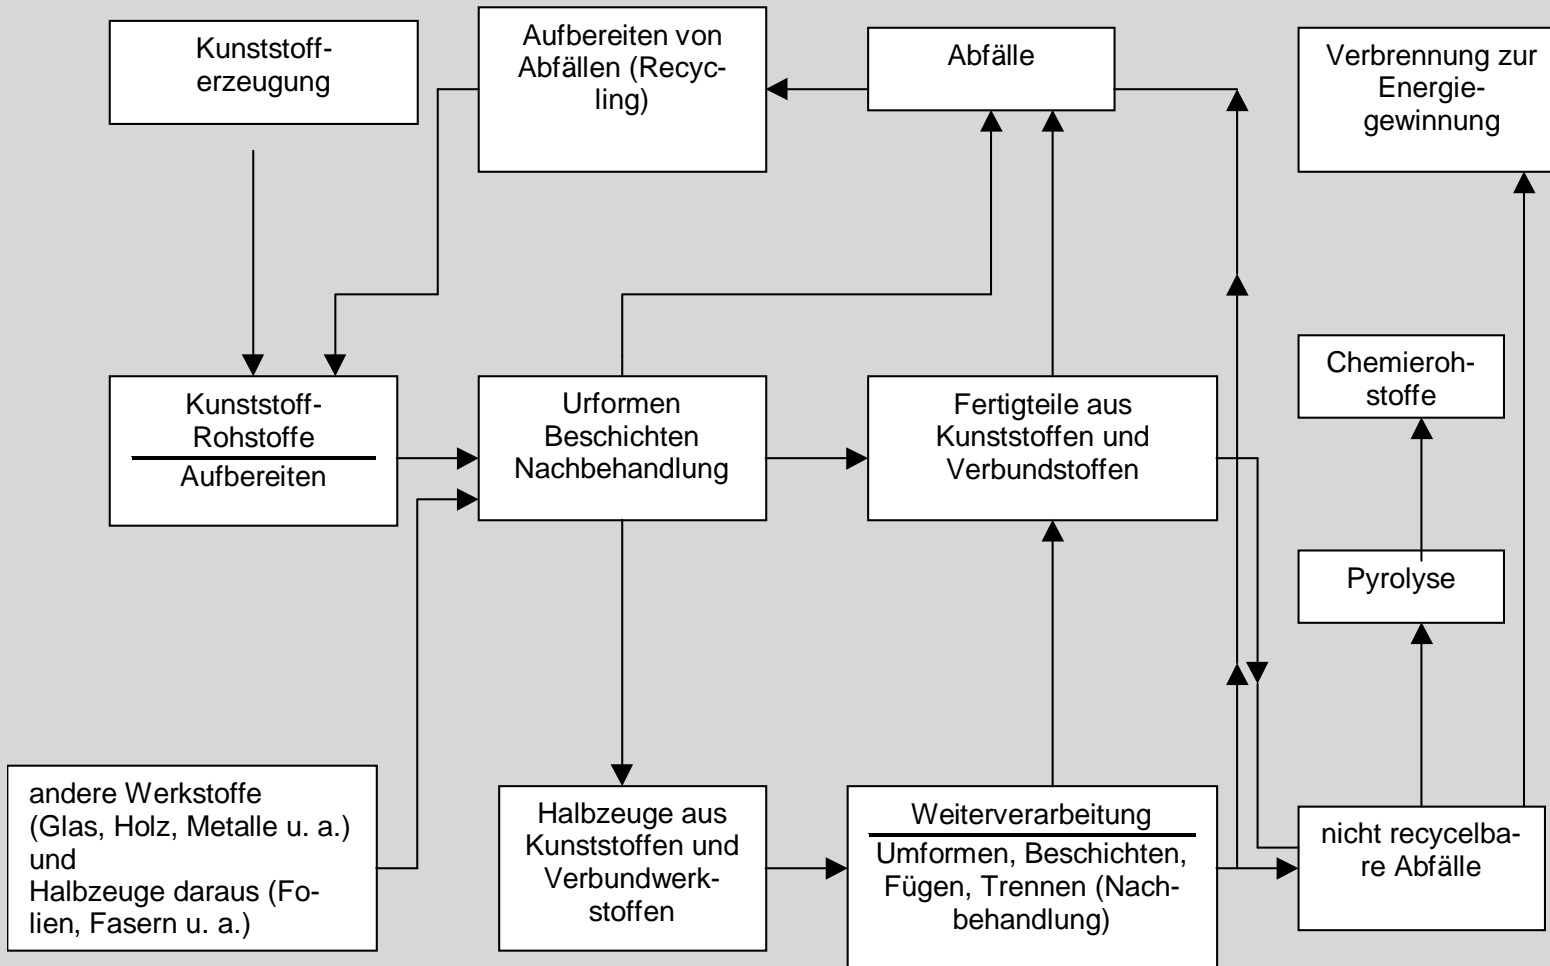 Kunststoff-
erzeugung
Aufbereiten von
Abfällen (Recyc-
ling)
Abfälle
Verbrennung zur
Energie-
gewinnung
Kunststoff-
Rohstoffe
Aufbereiten
Urformen
Beschichten
Nachbehandlung
Fertigteile aus
Kunststoffen und
Verbundstoffen
Chemieroh-
stoffe
Pyrolyse
andere Werkstoffe
(Glas, Holz, Metalle u. a.)
und
Halbzeuge daraus (Fo-
lien, Fasern u. a.)
Halbzeuge aus
Kunststoffen und
Verbundwerk-
stoffen
Weiterverarbeitung
Umformen, Beschichten,
Fügen, Trennen (Nach-
behandlung)
nicht recycelba-
re Abfälle